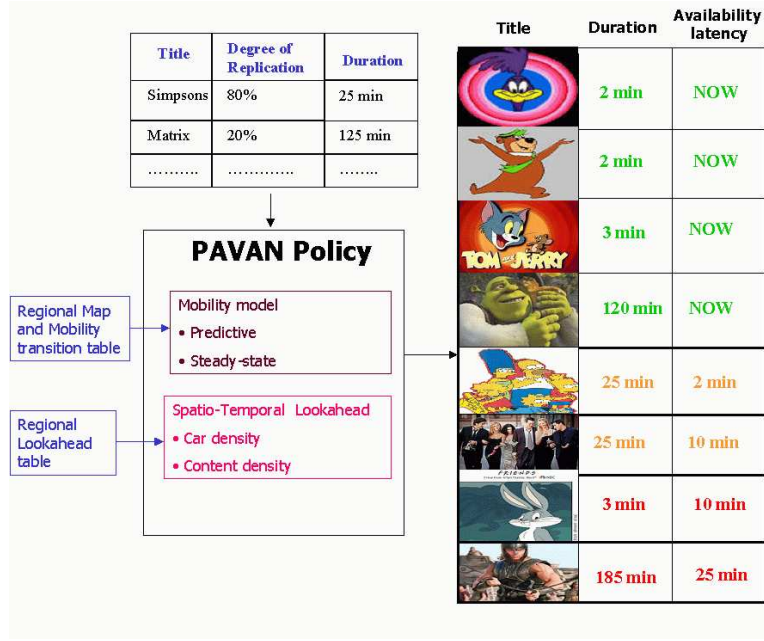 Title
Degree of Replication
Duration
Simpsons
80%
25 min
Matrix
20%
125 min
..........
.............
........
PAVAN Policy
Regional Map
and Mobility
transition table
Mobility model
• Predictive
• Steady-state
Regional
Lookahead
table
Spatio-Temporal Lookahead
• Car density
• Content density
Title
Duration
Availability
latency
2 min
NOW
2 min
NOW
TOM AND JERRY
3 min
NOW
120 min
NOW
25 min
2 min
FRIENDS
25 min
10 min
3 min
10 min
185 min
25 min